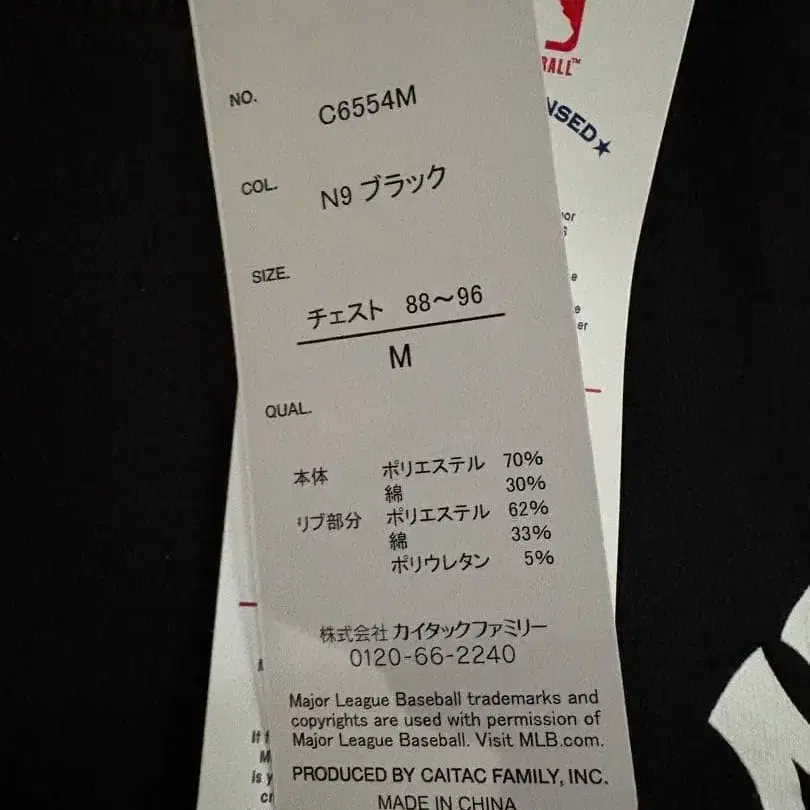 NO. C6554M
COL. N9 ブラック
SIZE.
チェスト 88～96
M
QUAL.
本体 ポリエステル 70%
綿 30%
リブ部分 ポリエステル 62%
綿 33%
ポリウレタン 5%
株式会社 カイタックファミリー
0120-66-2240
Major League Baseball trademarks and
copyrights are used with permission of
Major League Baseball. Visit MLB.com.
PRODUCED BY CAITAC FAMILY, INC.
MADE IN CHINA